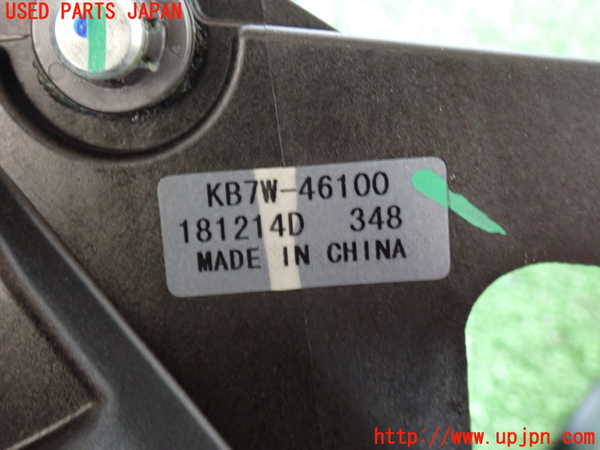 USED PARTS JAPAN
KB7W-46100
181214D 348
MADE IN CHINA
http://www.upjpn.com/